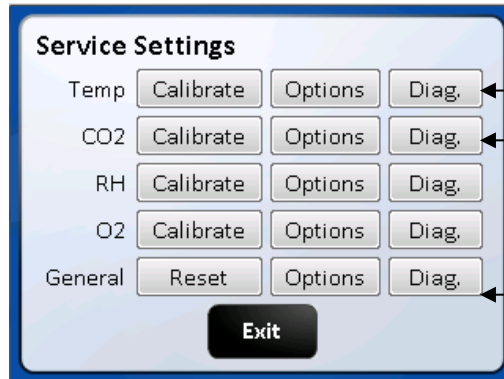 Service Settings
Temp Calibrate Options Diag.
CO2 Calibrate Options Diag.
RH Calibrate Options Diag.
O2 Calibrate Options Diag.
General Reset Options Diag.
Exit